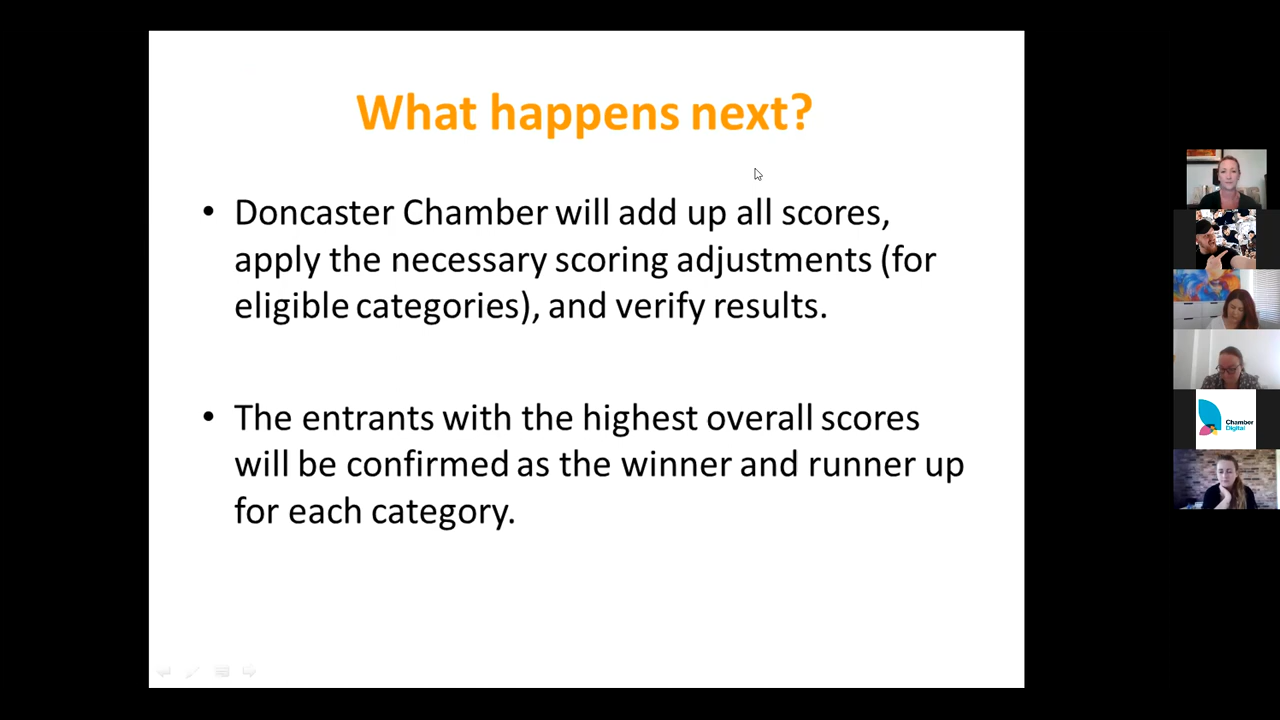 What happens next?
• Doncaster Chamber will add up all scores,
apply the necessary scoring adjustments (for
eligible categories), and verify results.
• The entrants with the highest overall scores
will be confirmed as the winner and runner up
for each category.
Chamber
Digital